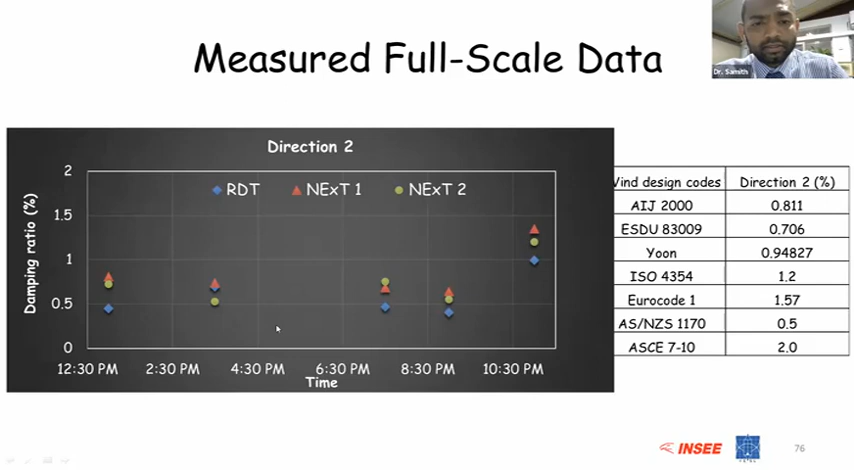 Measured Full-Scale Data
Dr. Samith
Direction 2
RDT NExT 1 NExT 2
Damping ratio (%)
2
1.5
1
0.5
0
12:30 PM 2:30 PM 4:30 PM 6:30 PM 8:30 PM 10:30 PM
Time
Wind design codes Direction 2 (%)
AIJ 2000 0.811
ESDU 83009 0.706
Yoon 0.94827
ISO 4354 1.2
Eurocode 1 1.57
AS/NZS 1170 0.5
ASCE 7-10 2.0
INSEE
76